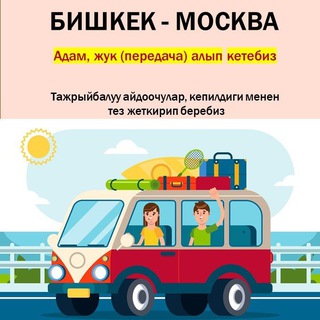 БИШКЕК - МОСКВА
Адам, жук (передача) алып кетебиз
Тажрыйбалуу айдоочулар, кепилдиги менен
тез жеткирип беребиз